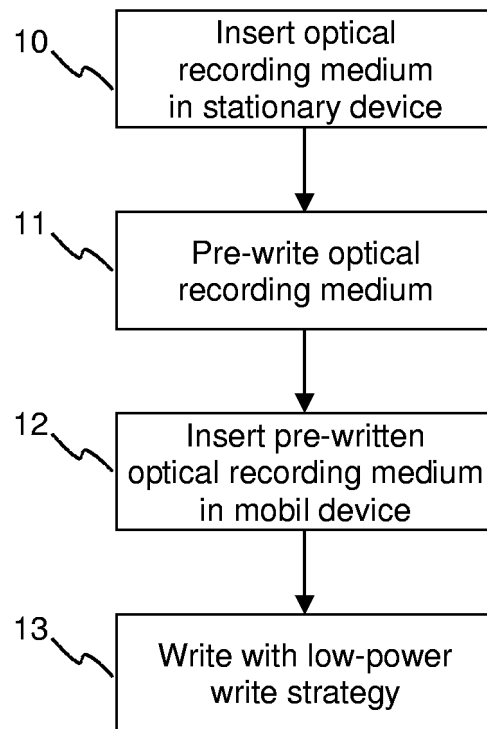 10
Insert optical
recording medium
in stationary device
11
Pre-write optical
recording medium
12
Insert pre-written
optical recording medium
in mobil device
13
Write with low-power
write strategy